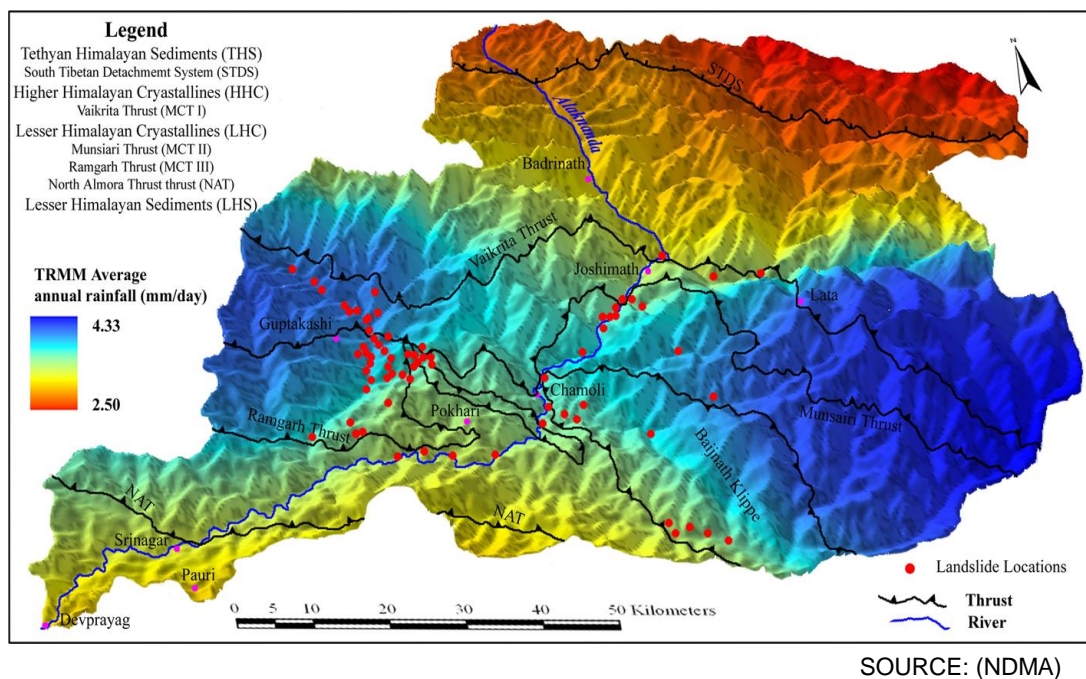 Legend
Tethyan Himalayan Sediments (THS)
South Tibetan Detachmemt System (STDS)
Higher Himalayan Cryastallines (HHC)
Vaikrita Thrust (MCT I)
Lesser Himalayan Cryastallines (LHC)
Munsiari Thrust (MCT II)
Ramgarh Thrust (MCT III)
North Almora Thrust thrust (NAT)
Lesser Himalayan Sediments (LHS)
N
STDS
Alaknanda
Badrinath
Vaikrita Thrust
Joshimath
Lata
TRMM Average
annual rainfall (mm/day)
4.33
2.50
Guptakashi
Chamoli
Pokhari
Ramgarh Thrust
Munsairi Thrust
Baijnath Klippe
NAT
NAT
Srinagar
Pauri
Devprayag
Landslide Locations
Thrust
River
0 5 10 20 30 40 50 Kilometers
SOURCE: (NDMA)